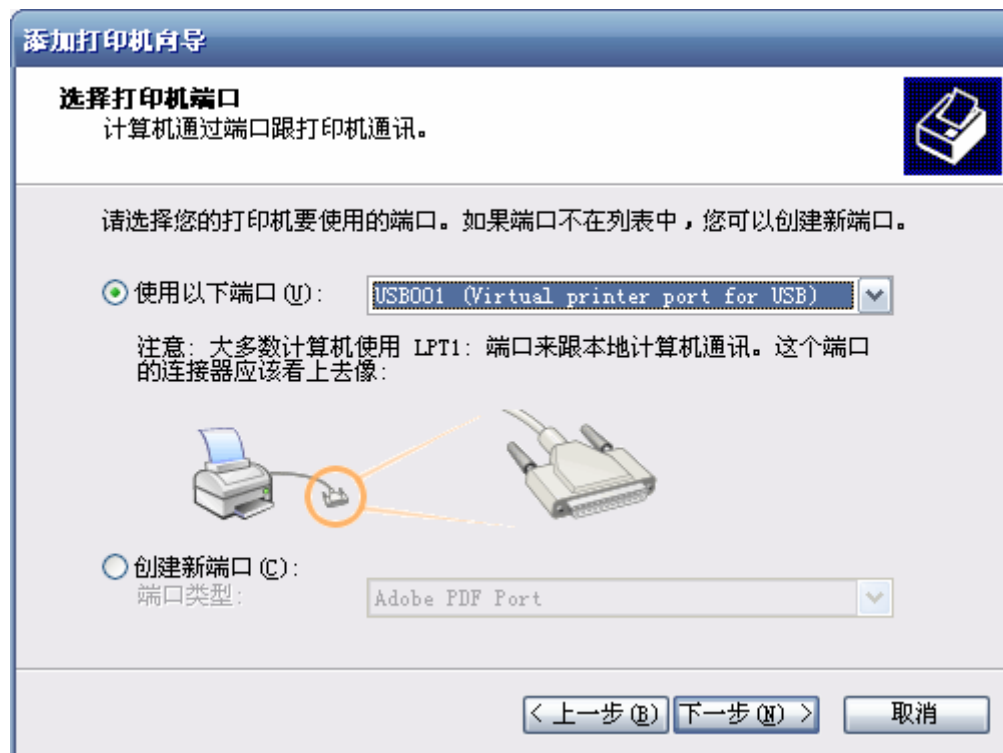 添加打印机向导
选择打印机端口
计算机通过端口跟打印机通讯。
请选择您的打印机要使用的端口。如果端口不在列表中，您可以创建新端口。
使用以下端口(U): USB001 (Virtual printer port for USB)
注意: 大多数计算机使用 LPT1: 端口来跟本地计算机通讯。这个端口
的连接器应该看上去像:
创建新端口(C):
端口类型: Adobe PDF Port
< 上一步(B) 下一步(N) > 取消